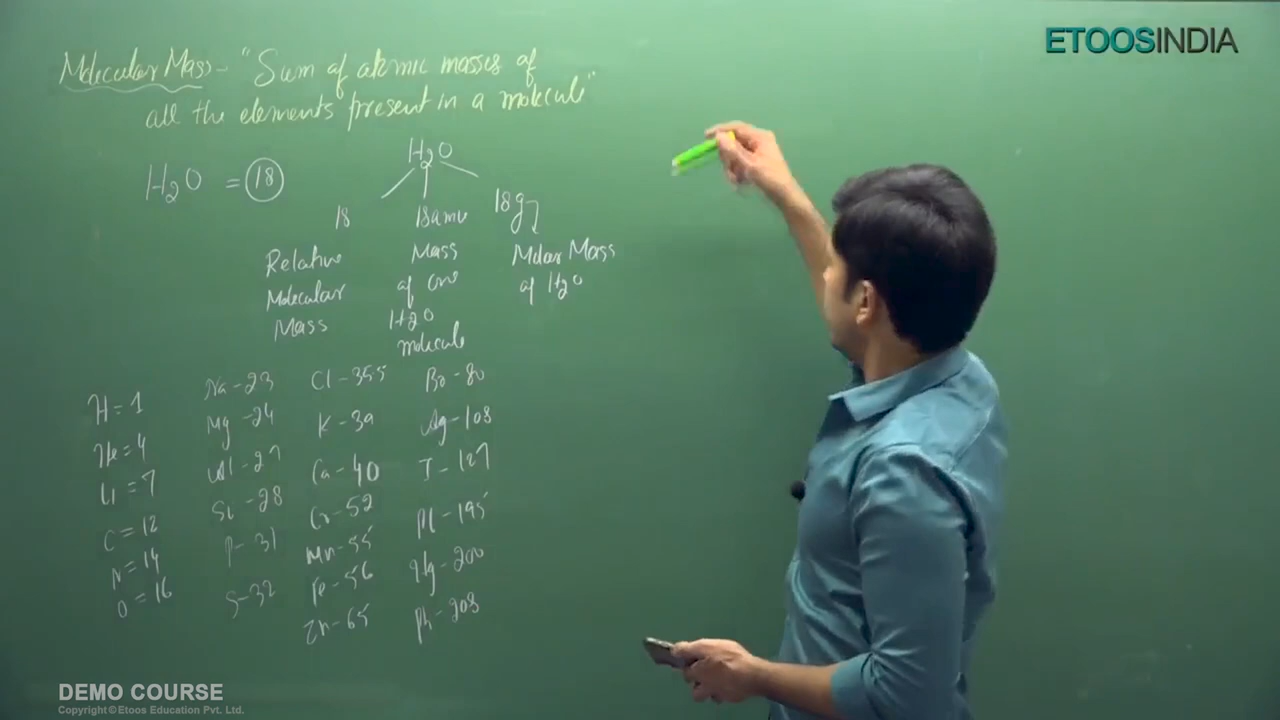 ETOOSINDIA
Molecular Mass - "Sum of atomic masses of
all the elements present in a molecule"
H2O = 18
H2O
18
Relative
Molecular
Mass
18amu
Mass
of one
H2O
molecule
18g
Molar Mass
of H2O
H = 1
He = 4
Li = 7
C = 12
N = 14
O = 16
Na - 23
Mg - 24
Al - 27
Si - 28
P - 31
S - 32
Cl - 35.5
K - 39
Ca - 40
Cr - 52
Mn - 55
Fe - 56
Zn - 65
Br - 80
Ag - 108
I - 127
Pt - 195
Hg - 200
Pb - 208
DEMO COURSE
Copyright © Etoos Education Pvt. Ltd.